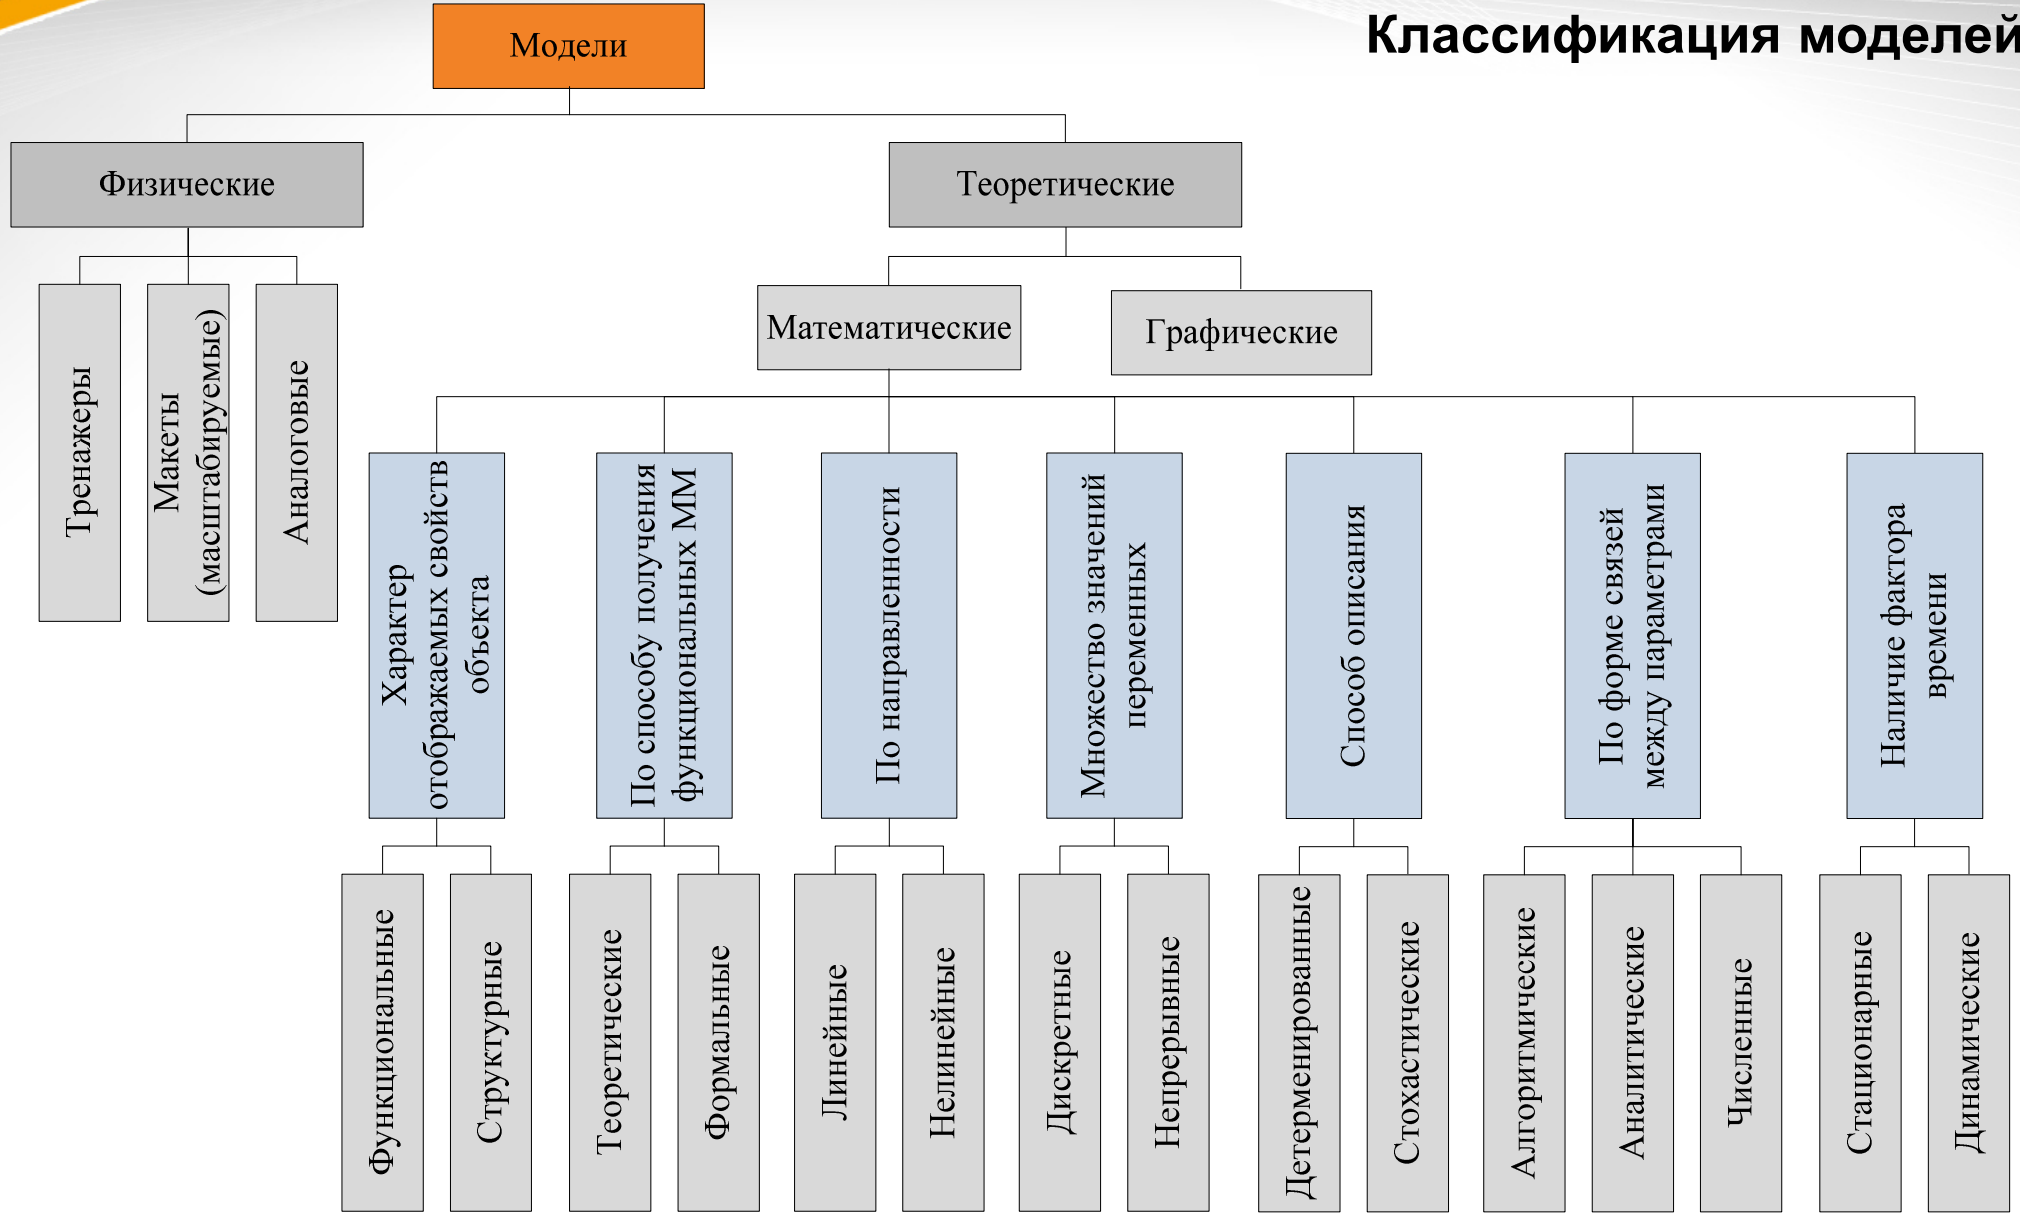 Классификация моделей
Модели
Физические
Теоретические
Математические
Графические
Тренажеры
Макеты
(масштабируемые)
Аналоговые
Характер
отображаемых свойств
объекта
По способу получения
функциональных ММ
По направленности
Множество значений
переменных
Способ описания
По форме связей
между параметрами
Наличие фактора
времени
Функциональные
Структурные
Теоретические
Формальные
Линейные
Нелинейные
Дискретные
Непрерывные
Детерменированные
Стохастические
Алгоритмические
Аналитические
Численные
Стационарные
Динамические